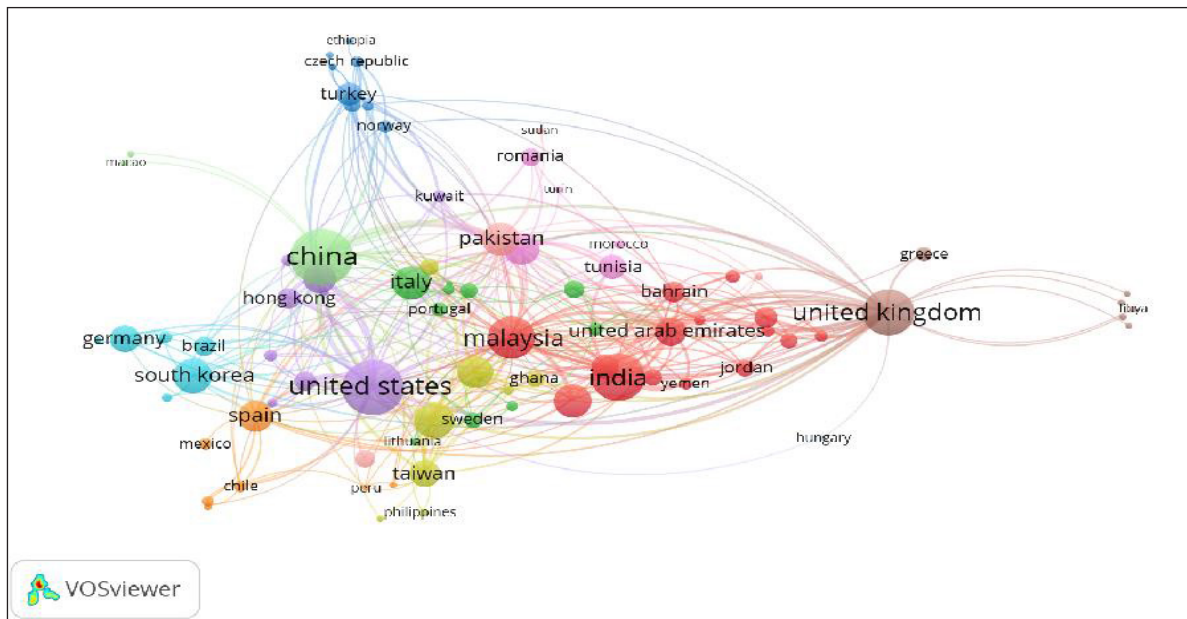 ethiopia
czech republic
turkey
norway
sudan
macao
romania
turin
kuwait
pakistan
morocco
greece
china
tunisia
italy
bahrain
hong kong
portugal
united kingdom
libya
germany
malaysia
united arab emirates
brazil
south korea
ghana
india
jordan
united states
yemen
spain
sweden
mexico
lithuania
hungary
taiwan
chile
peru
philippines
VOSviewer